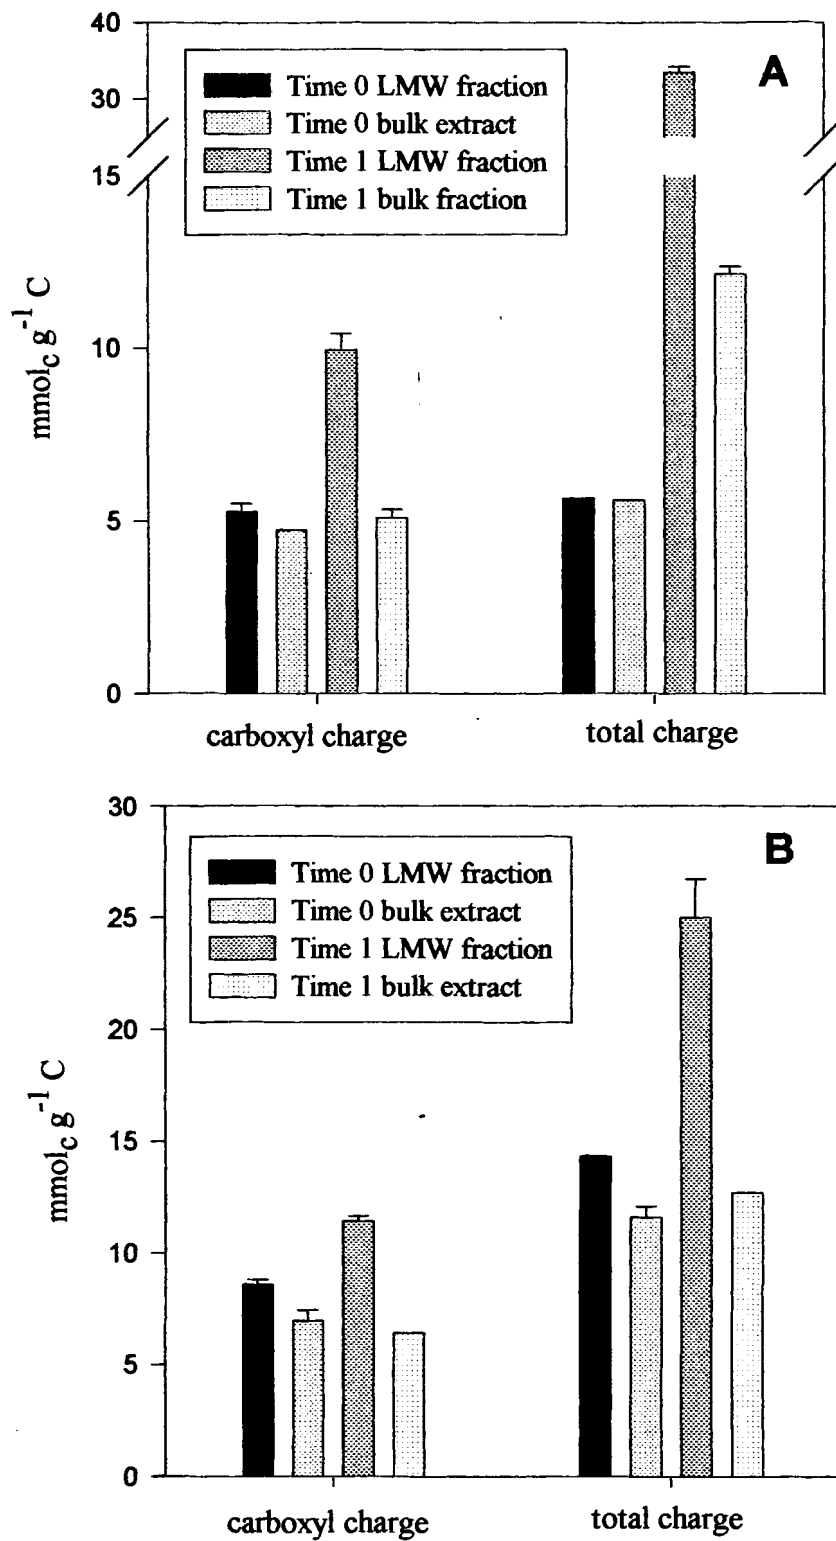 40
A
Time 0 LMW fraction
30
Time 0 bulk extract
Time 1 LMW fraction
15
Time 1 bulk fraction
mmolc g-1 C
10
5
0
carboxyl charge
total charge
30
B
Time 0 LMW fraction
25
Time 0 bulk extract
Time 1 LMW fraction
Time 1 bulk extract
20
mmolc g-1 C
15
10
5
0
carboxyl charge
total charge